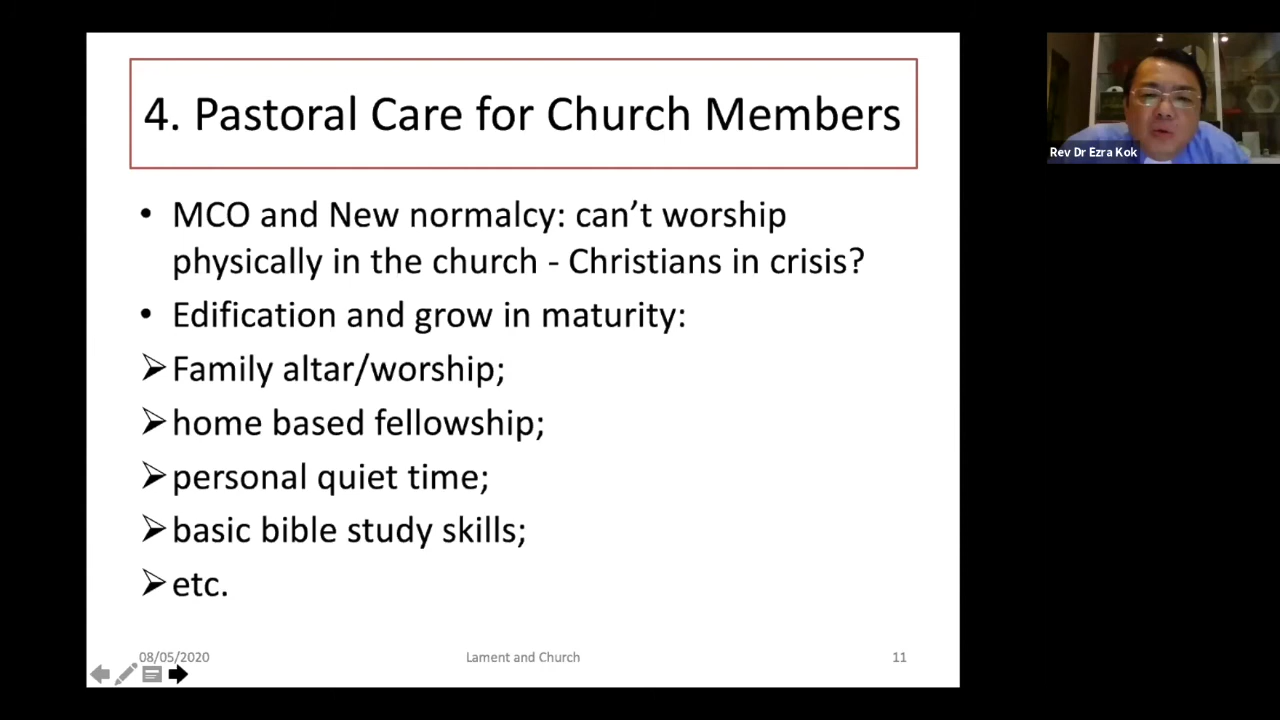 4. Pastoral Care for Church Members
• MCO and New normalcy: can’t worship
physically in the church - Christians in crisis?
• Edification and grow in maturity:
➢ Family altar/worship;
➢ home based fellowship;
➢ personal quiet time;
➢ basic bible study skills;
➢ etc.
08/05/2020
Lament and Church
11
Rev Dr Ezra Kok